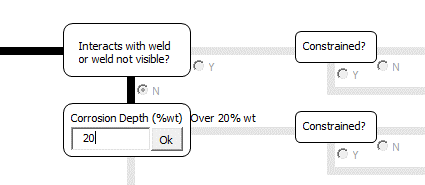 Interacts with weld
or weld not visible?
Constrained?
Y
Y
N
N
Corrosion Depth (%wt)
Over 20% wt
20
Ok
Constrained?
Y
N